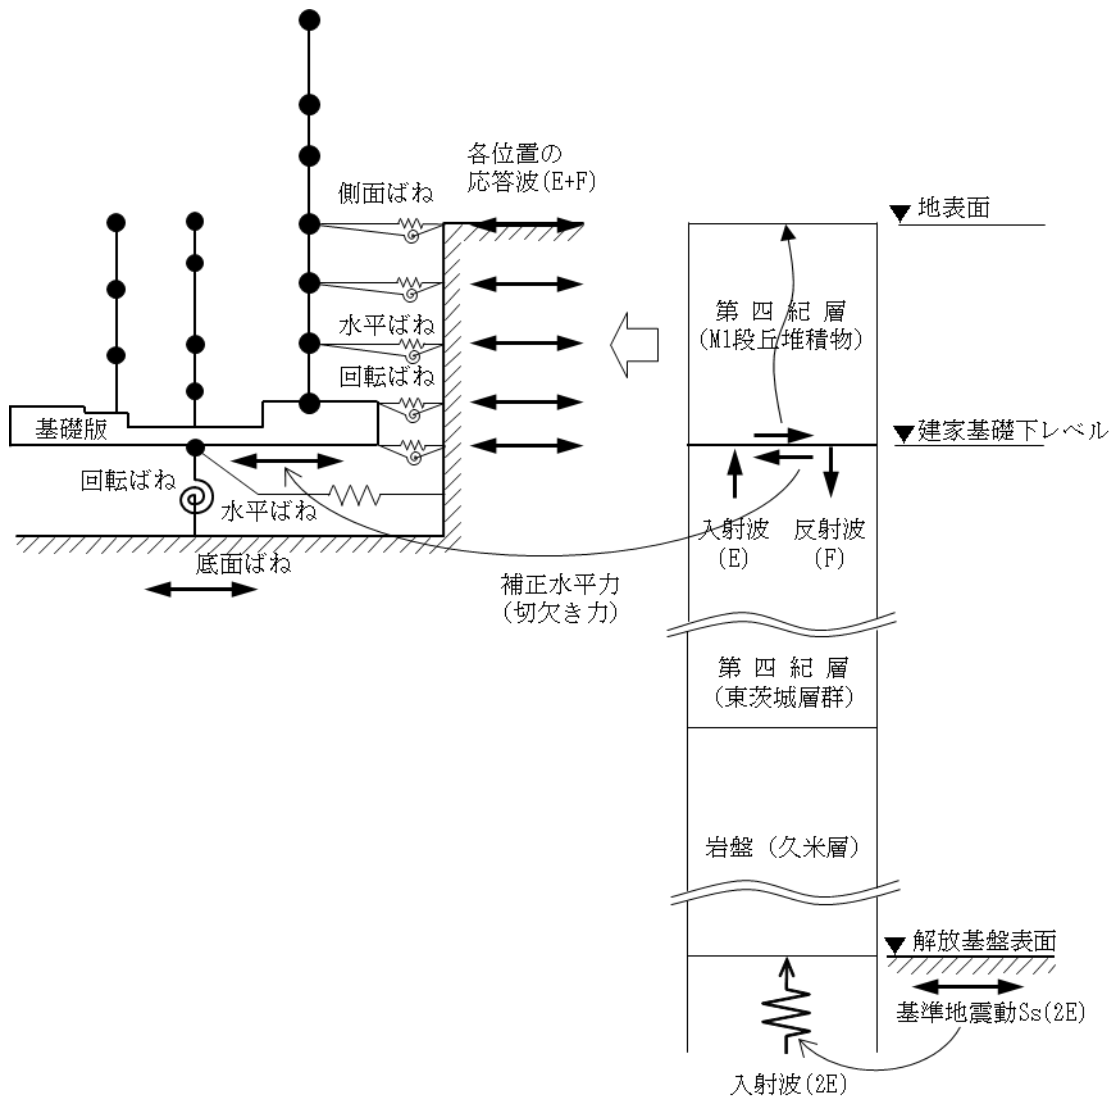 各位置の
応答波(E+F)
側面ばね
水平ばね
回転ばね
基礎版
回転ばね
水平ばね
底面ばね
補正水平力
(切欠き力)
▼地表面
第四紀層
(M1段丘堆積物)
▼建家基礎下レベル
入射波
(E)
反射波
(F)
第四紀層
(東茨城層群)
岩盤(久米層)
▼解放基盤表面
基準地震動Ss(2E)
入射波(2E)